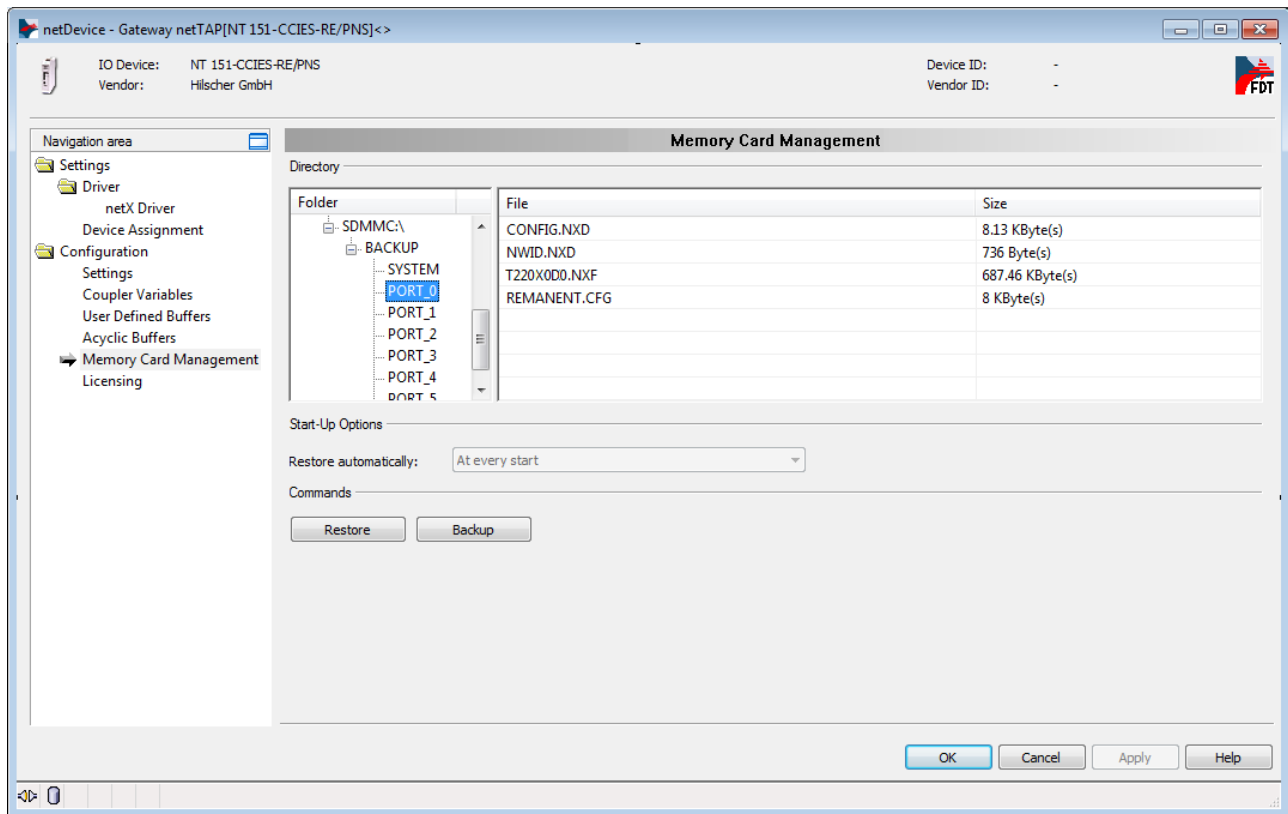 netDevice - Gateway netTAP[NT 151-CCIES-RE/PNS]<>
IO Device: NT 151-CCIES-RE/PNS Device ID: -
Vendor: Hilscher GmbH Vendor ID: -
FDT
Navigation area
Settings
Driver
netX Driver
Device Assignment
Configuration
Settings
Coupler Variables
User Defined Buffers
Acyclic Buffers
Memory Card Management
Licensing
Memory Card Management
Directory
Folder
SDMMC:\
BACKUP
SYSTEM
PORT_0
PORT_1
PORT_2
PORT_3
PORT_4
PORT_5
File Size
CONFIG.NXD 8.13 KByte(s)
NWID.NXD 736 Byte(s)
T220X0D0.NXF 687.46 KByte(s)
REMANENT.CFG 8 KByte(s)
Start-Up Options
Restore automatically: At every start
Commands
Restore Backup
OK Cancel Apply Help